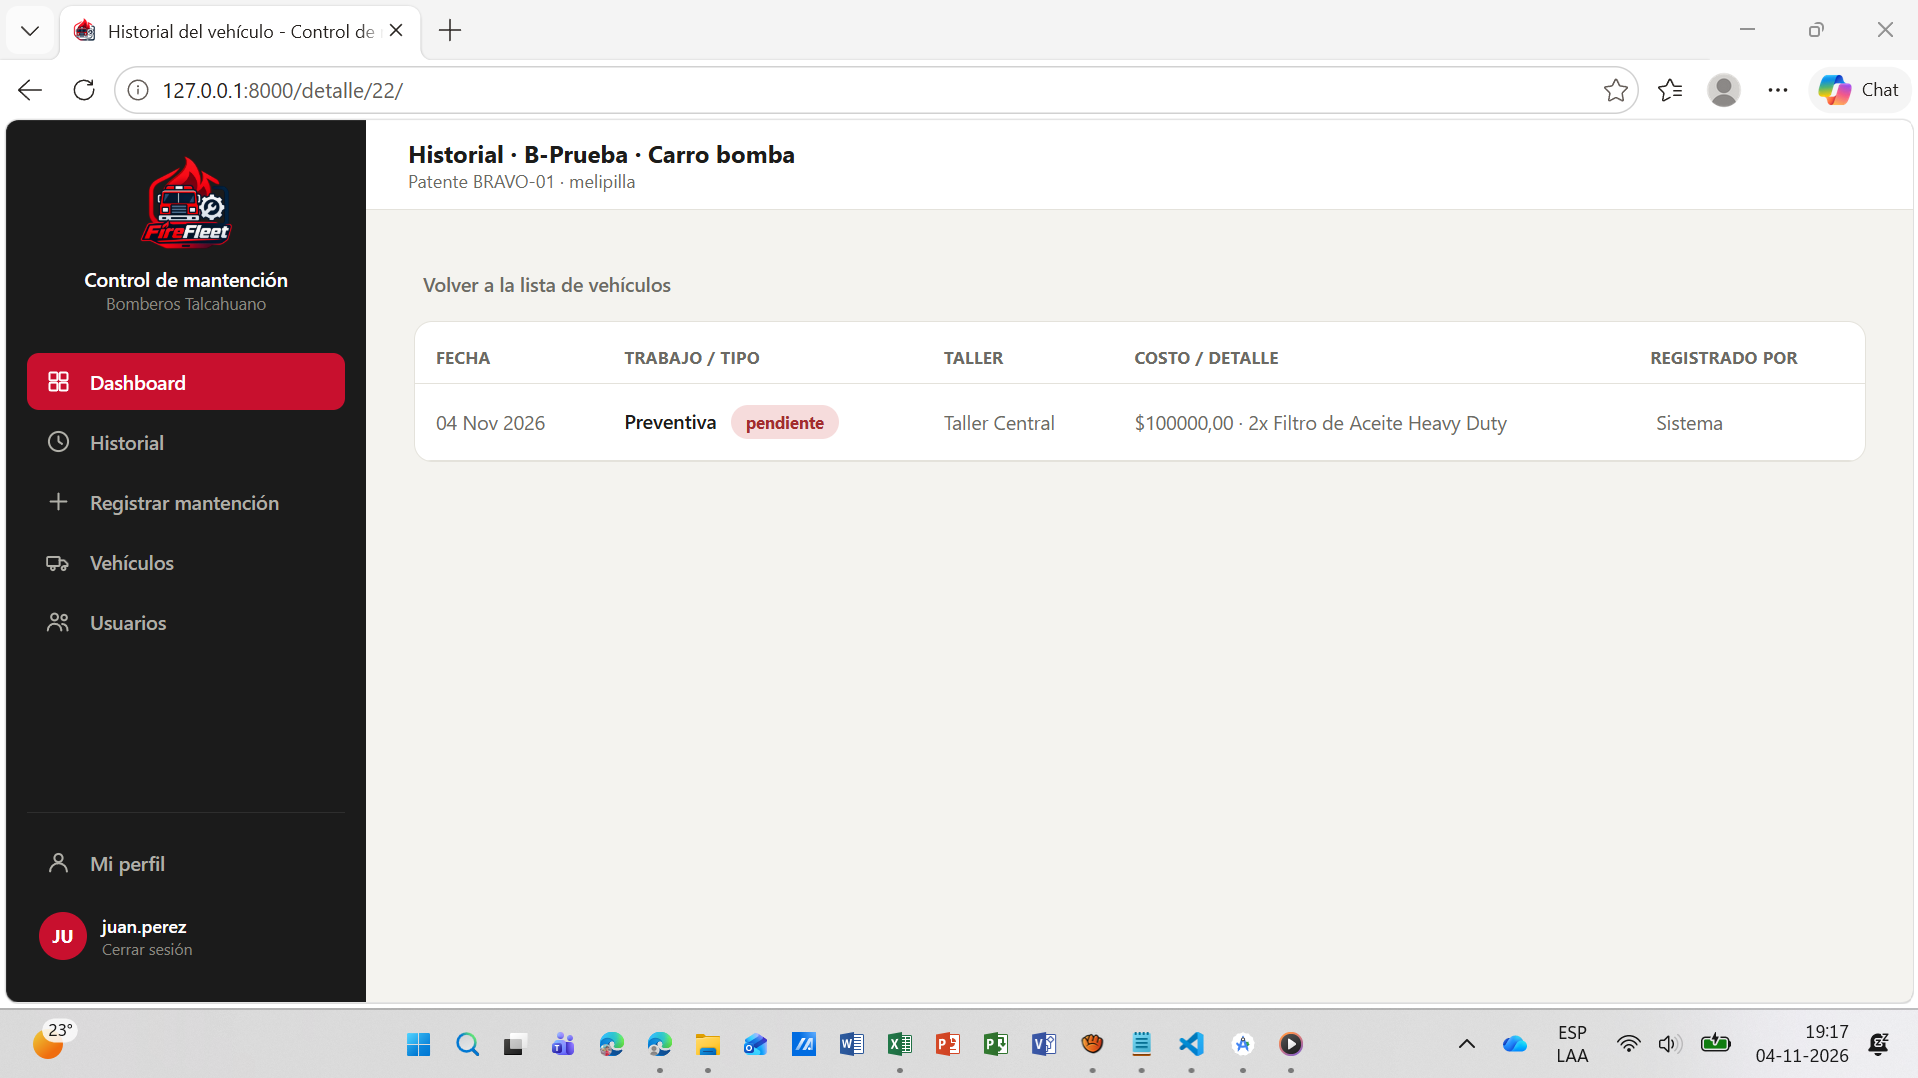 Historial del vehículo - Control de
127.0.0.1:8000/detalle/22/
Chat
FireFleet
Control de mantención
Bomberos Talcahuano
Dashboard
Historial
Registrar mantención
Vehículos
Usuarios
Mi perfil
JU
juan.perez
Cerrar sesión
Historial · B-Prueba · Carro bomba
Patente BRAVO-01 · melipilla
Volver a la lista de vehículos
FECHA TRABAJO / TIPO TALLER COSTO / DETALLE REGISTRADO POR
04 Nov 2026 Preventiva pendiente Taller Central $100000,00 · 2x Filtro de Aceite Heavy Duty Sistema
23°
ESP
LAA
19:17
04-11-2026